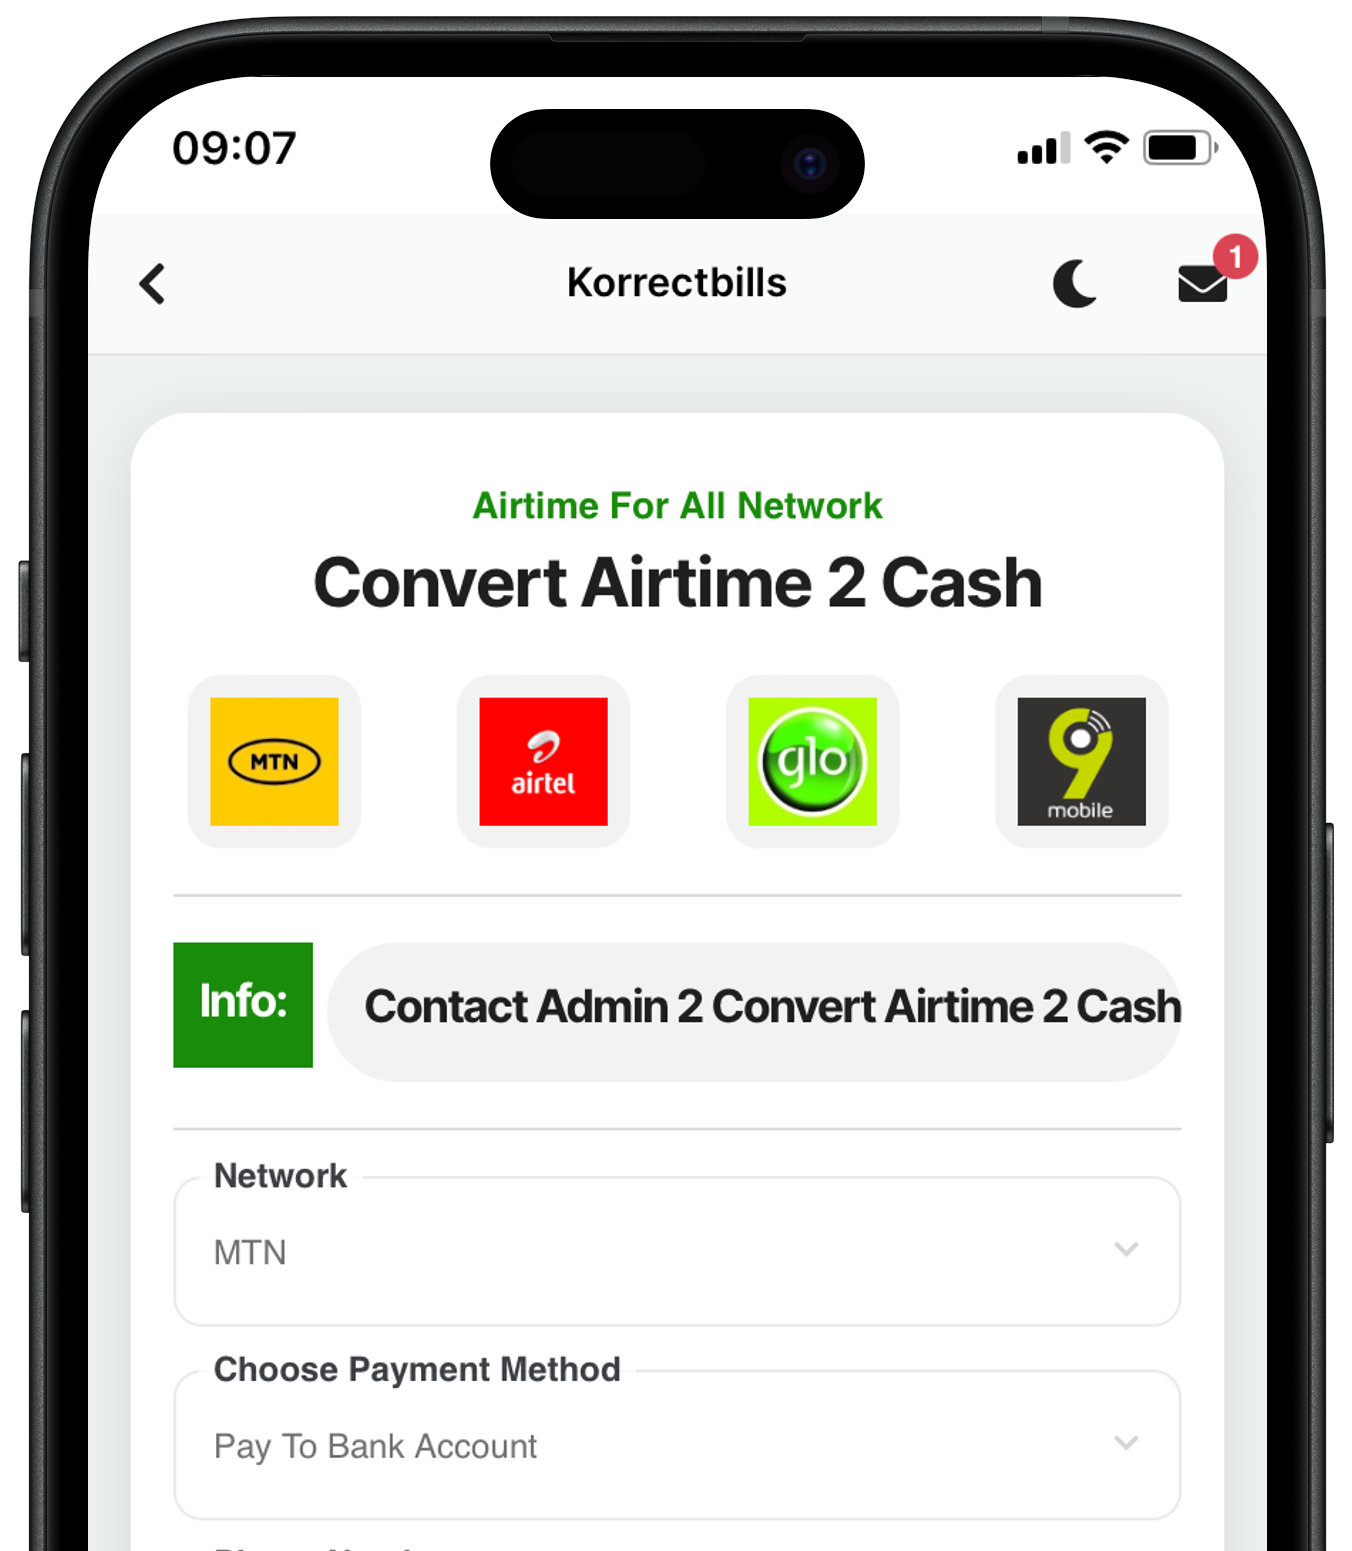 09:07
Korrectbills
1
Airtime For All Network
Convert Airtime 2 Cash
MTN
airtel
glo
9
mobile
Info:
Contact Admin 2 Convert Airtime 2 Cash
Network
MTN
Choose Payment Method
Pay To Bank Account